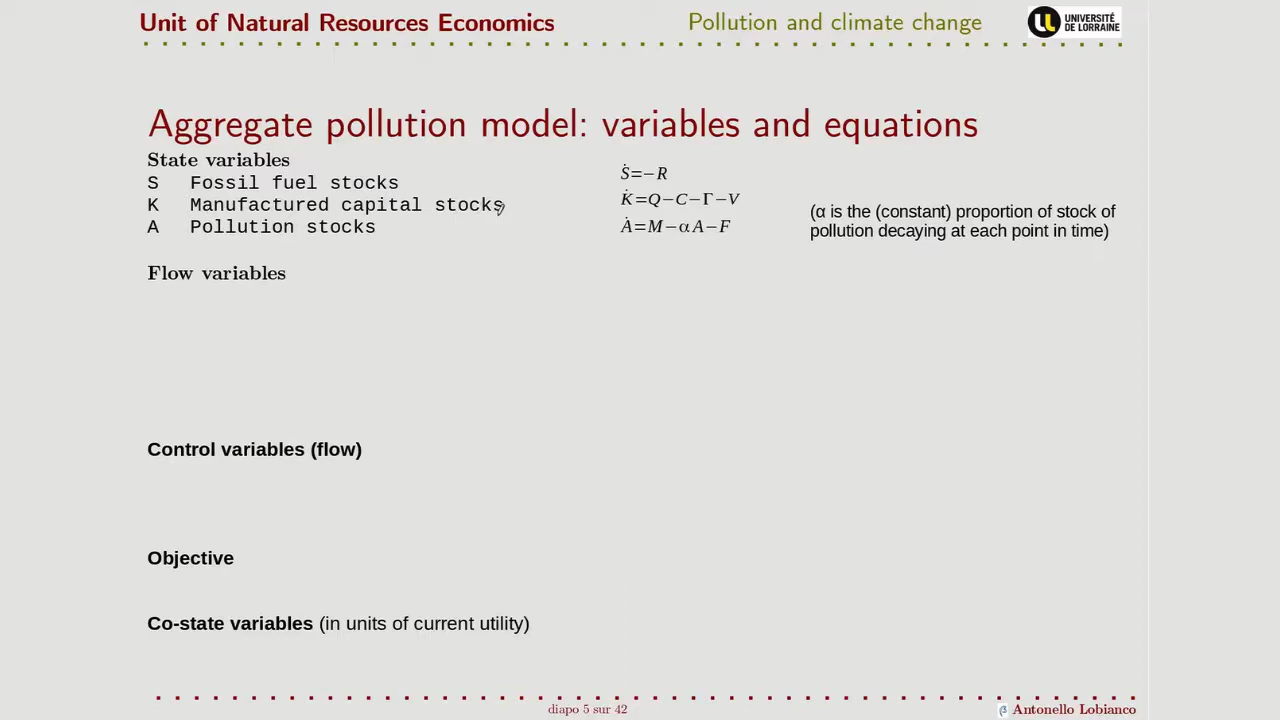 Unit of Natural Resources Economics
Pollution and climate change
UNIVERSITÉ
DE LORRAINE
Aggregate pollution model: variables and equations
State variables
S Fossil fuel stocks
Ṡ=−R
K Manufactured capital stocks
K̇=Q−C−Γ−V
A Pollution stocks
Ȧ=M−αA−F
(α is the (constant) proportion of stock of
pollution decaying at each point in time)
Flow variables
Control variables (flow)
Objective
Co-state variables (in units of current utility)
diapo 5 sur 42
Antonello Lobianco